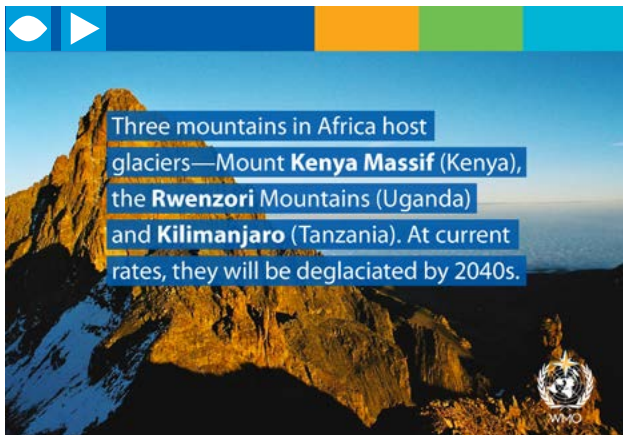 Three mountains in Africa host
glaciers—Mount Kenya Massif (Kenya),
the Rwenzori Mountains (Uganda)
and Kilimanjaro (Tanzania). At current
rates, they will be deglaciated by 2040s.
WMO